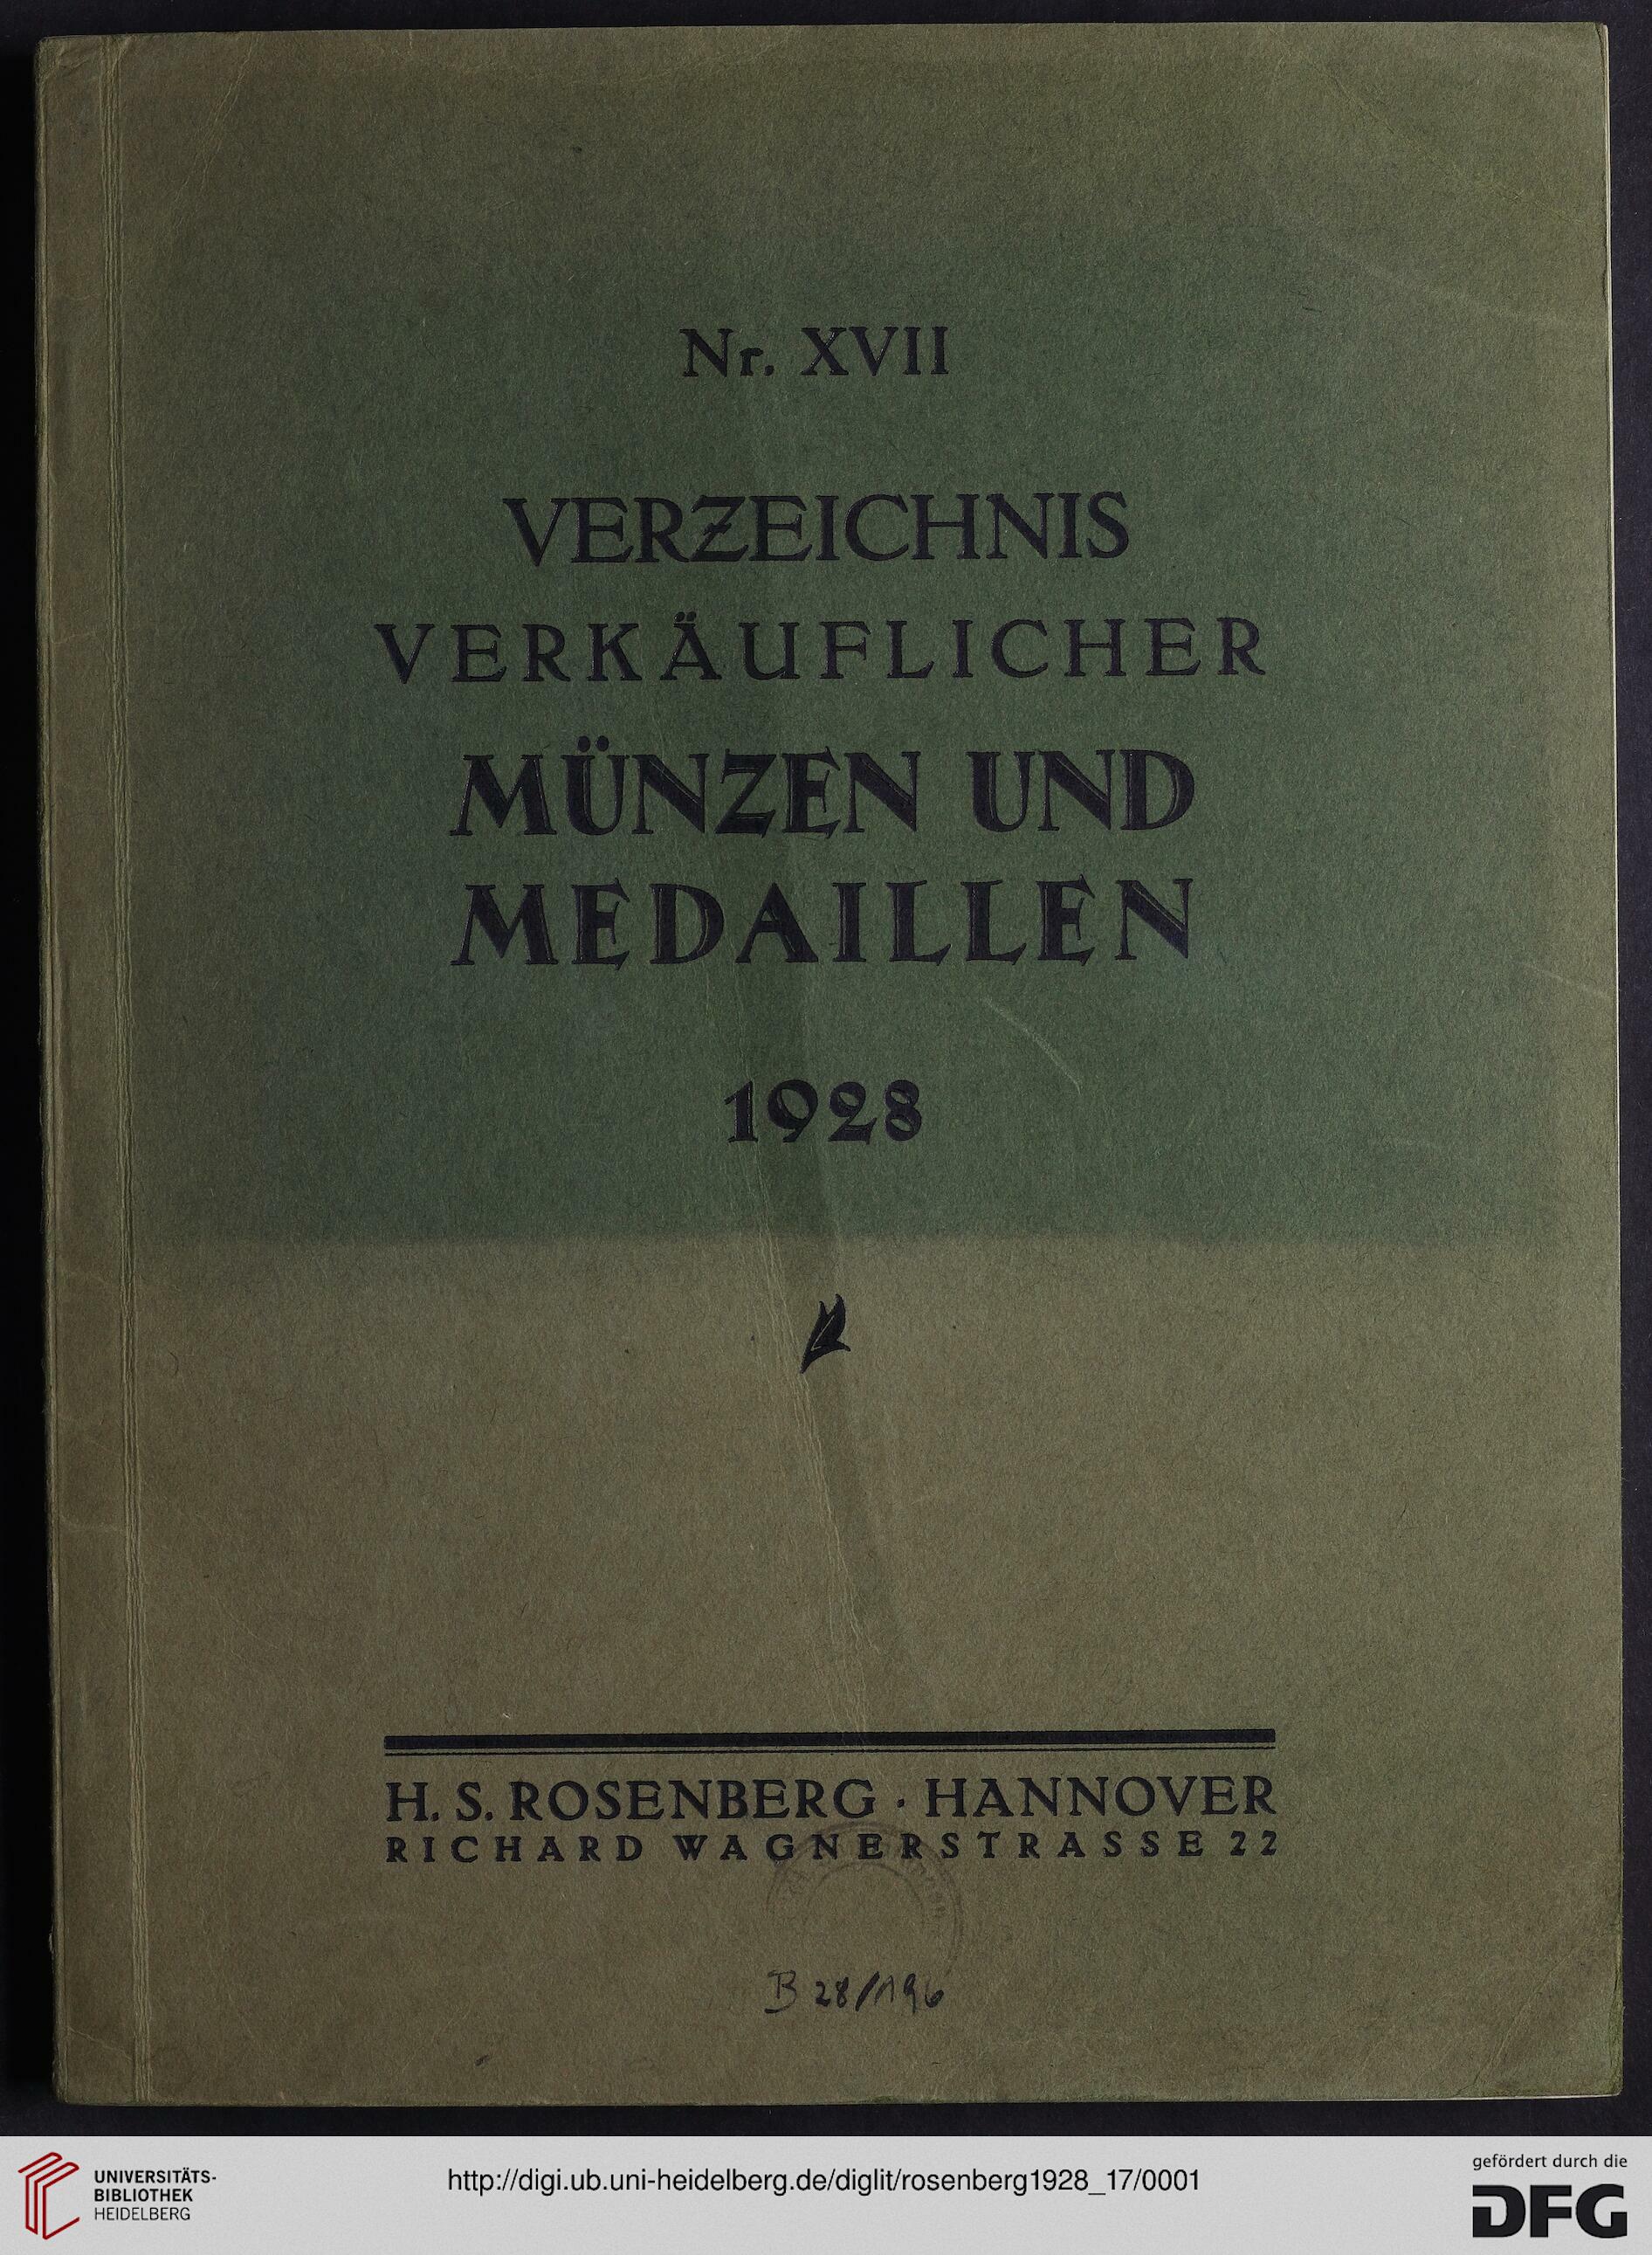 Nr. XVII
VERZEICHNIS
VERKÄUFLICHER
MÜNZEN UND
MEDAILLEN
1928
H. S. ROSENBERG · HANNOVER
RICHARD WAGNERSTRASSE 22
B 28/196
UNIVERSITÄTS-
BIBLIOTHEK
HEIDELBERG
http://digi.ub.uni-heidelberg.de/diglit/rosenberg1928_17/0001
gefördert durch die
DFG